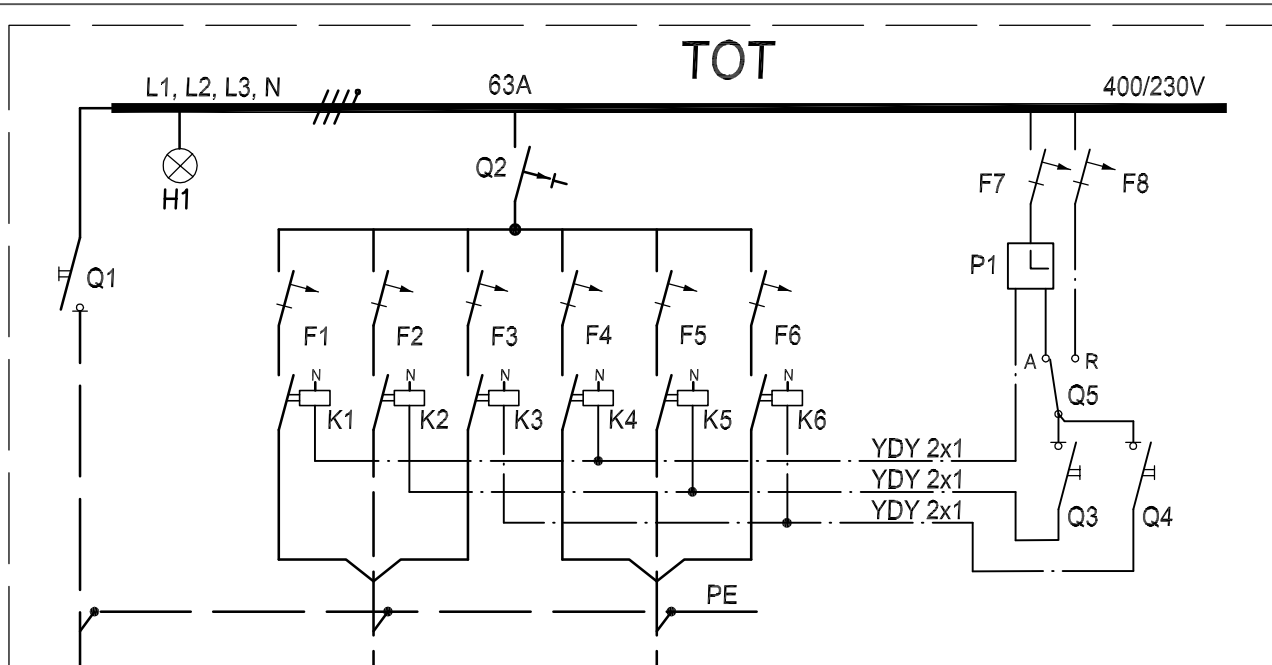 TOT
L1, L2, L3, N
63A
400/230V
Q2
H1
F7
F8
Q1
P1
F1
F2
F3
F4
F5
F6
A
R
N
N
N
N
N
N
Q5
K1
K2
K3
K4
K5
K6
YDY 2x1
YDY 2x1
YDY 2x1
Q3
Q4
PE